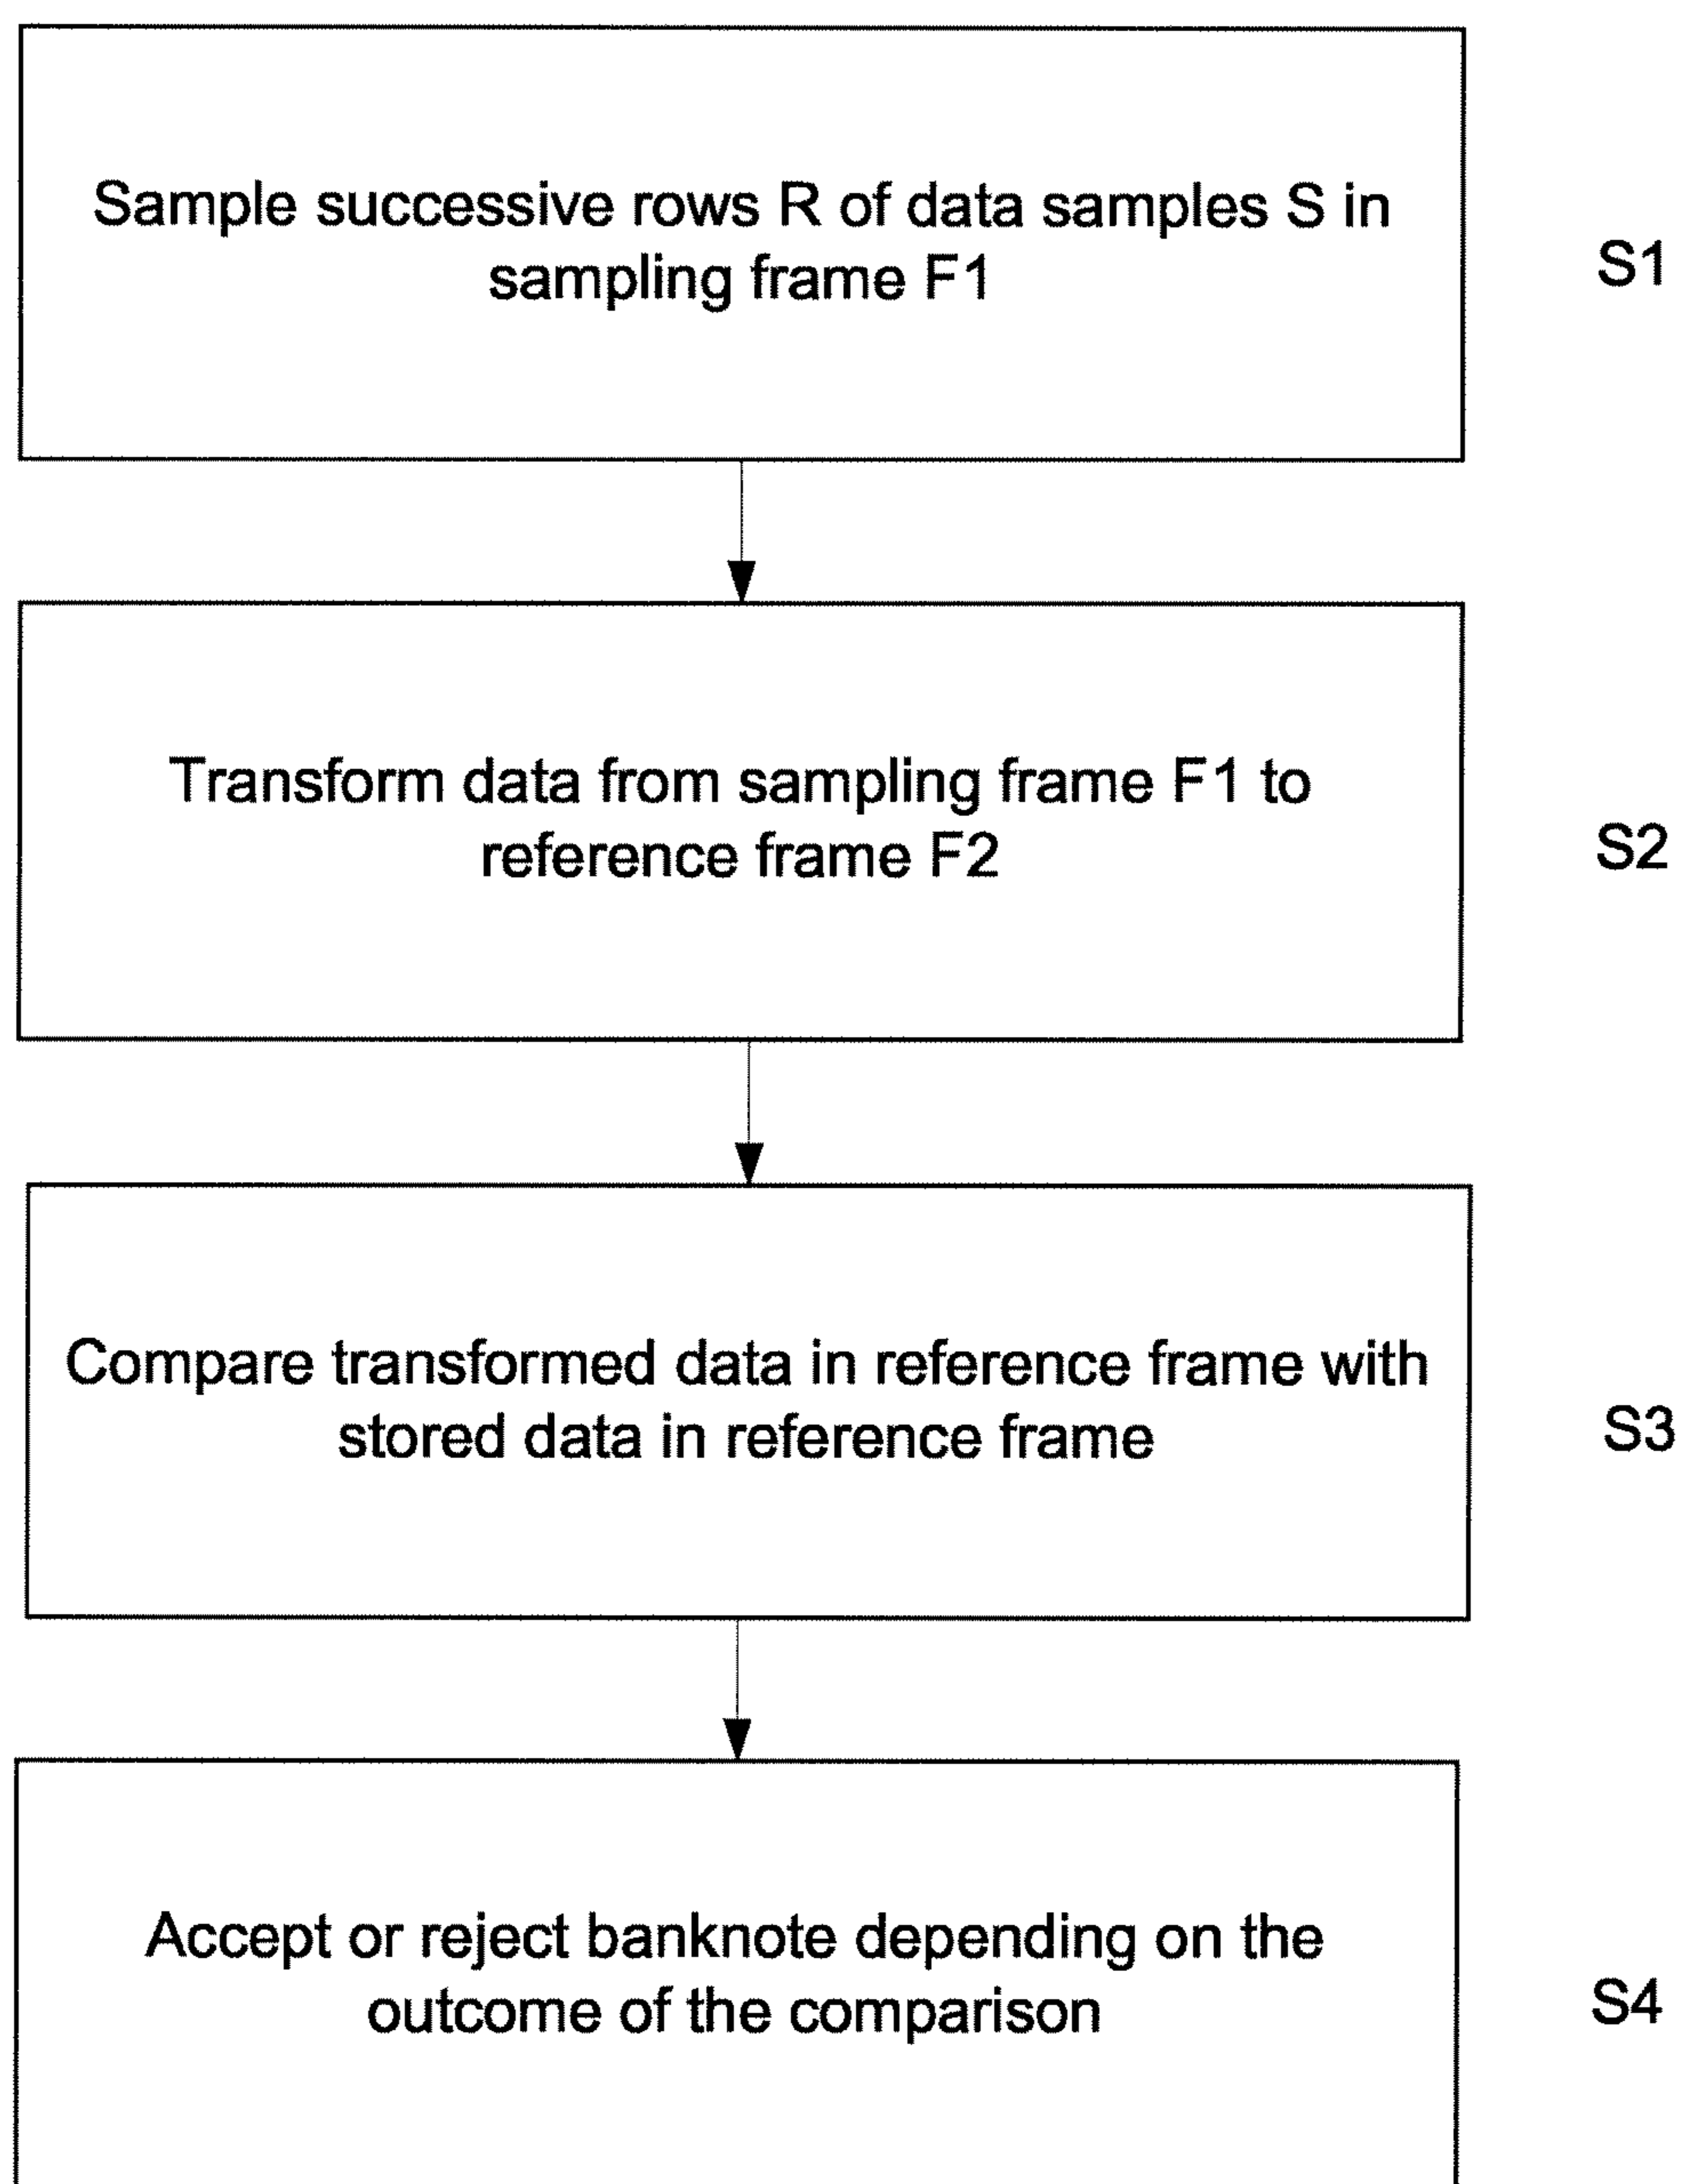 Sample successive rows R of data samples S in
sampling frame F1
S1
Transform data from sampling frame F1 to
reference frame F2
S2
Compare transformed data in reference frame with
stored data in reference frame
S3
Accept or reject banknote depending on the
outcome of the comparison
S4